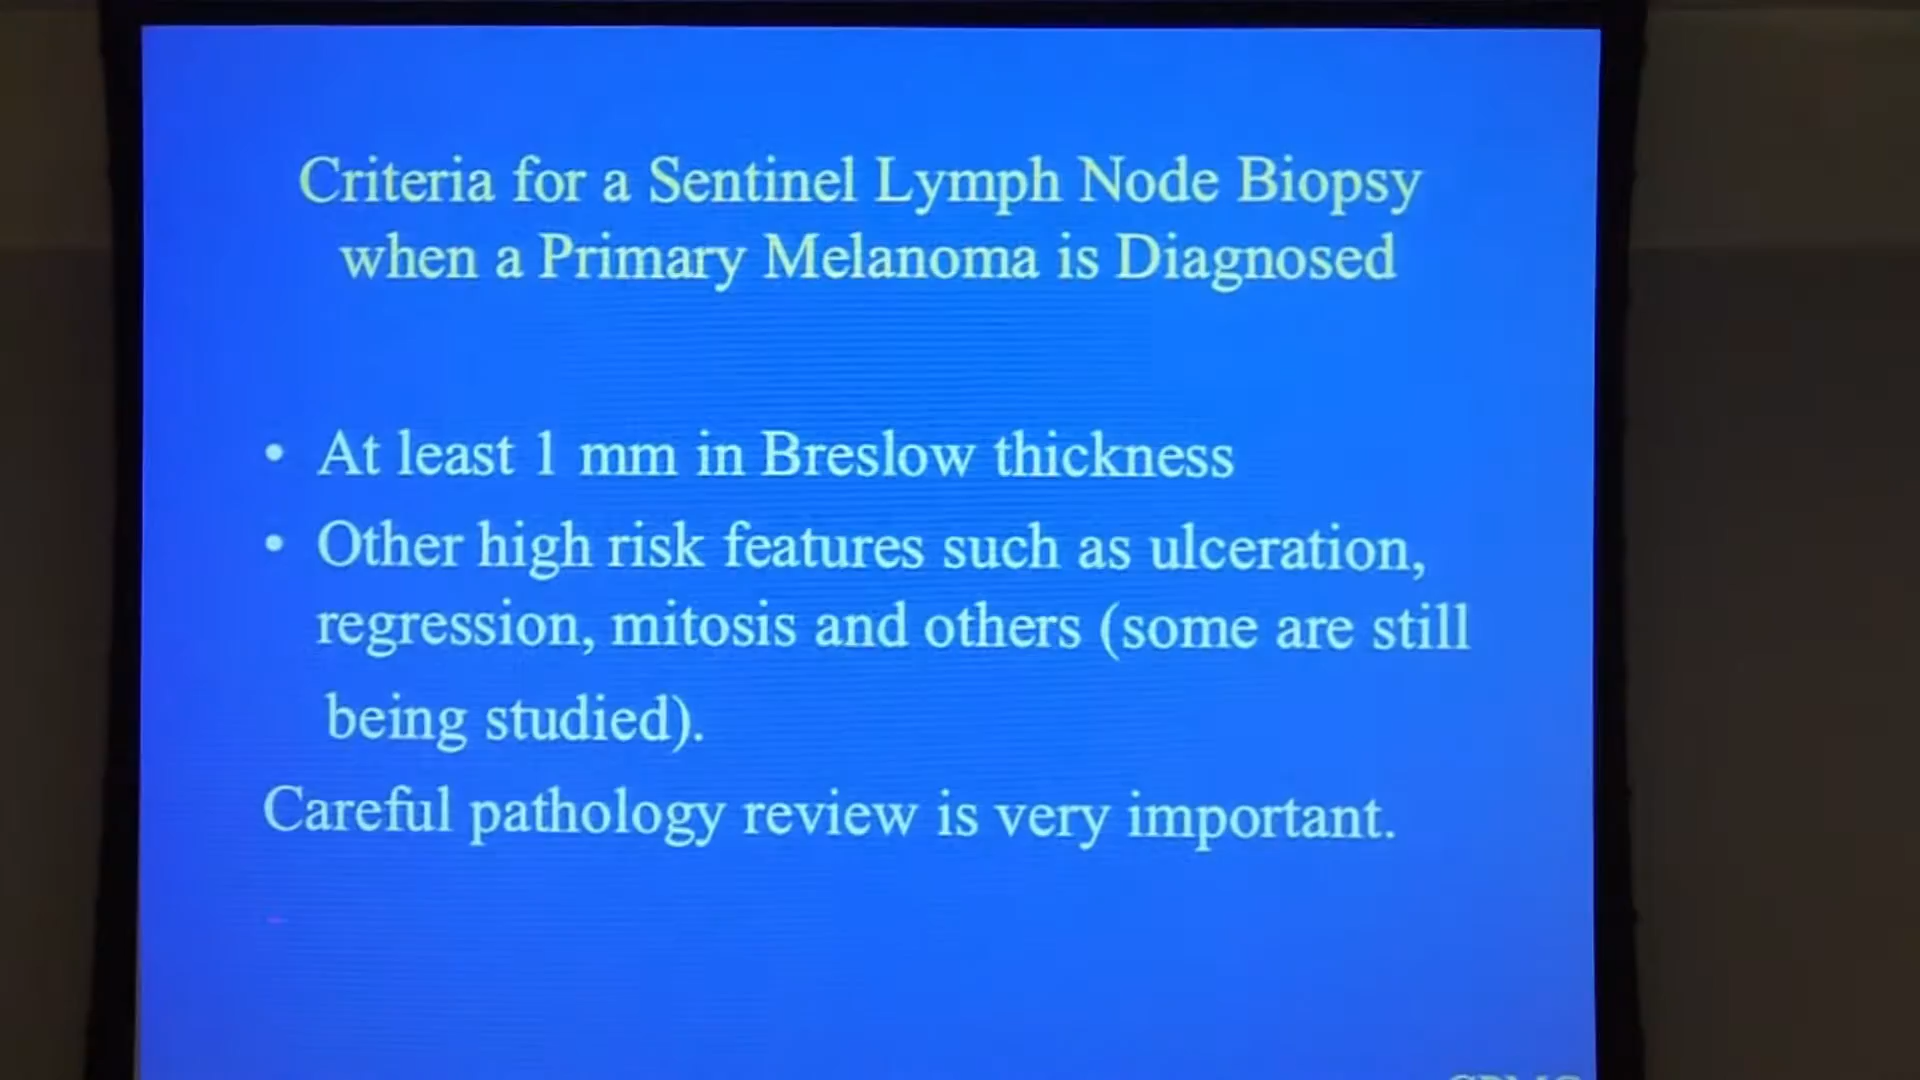 Criteria for a Sentinel Lymph Node Biopsy
when a Primary Melanoma is Diagnosed
• At least 1 mm in Breslow thickness
• Other high risk features such as ulceration,
regression, mitosis and others (some are still
being studied).
Careful pathology review is very important.